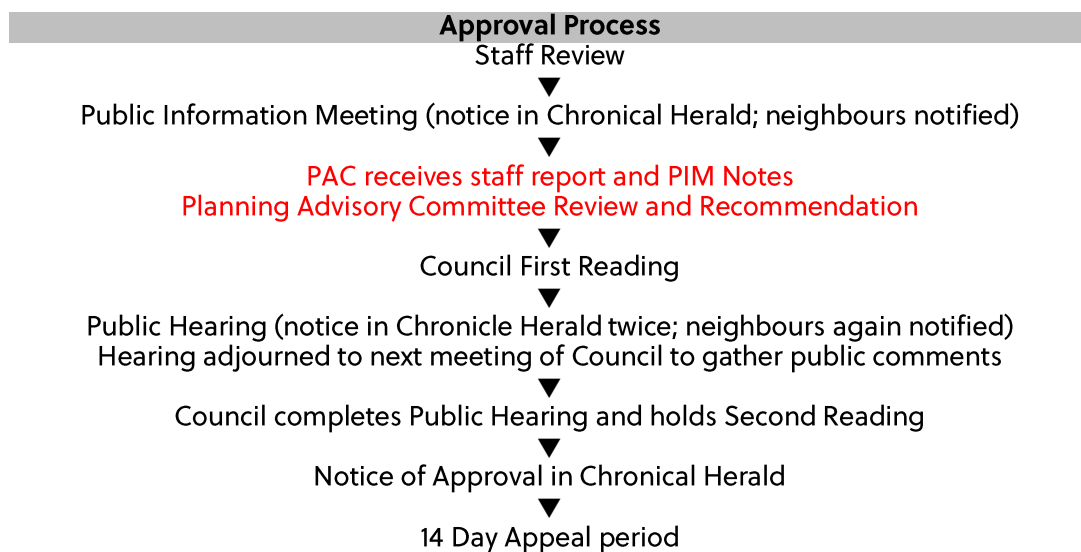 Approval Process
Staff Review
Public Information Meeting (notice in Chronical Herald; neighbours notified)
PAC receives staff report and PIM Notes
Planning Advisory Committee Review and Recommendation
Council First Reading
Public Hearing (notice in Chronicle Herald twice; neighbours again notified)
Hearing adjourned to next meeting of Council to gather public comments
Council completes Public Hearing and holds Second Reading
Notice of Approval in Chronical Herald
14 Day Appeal period